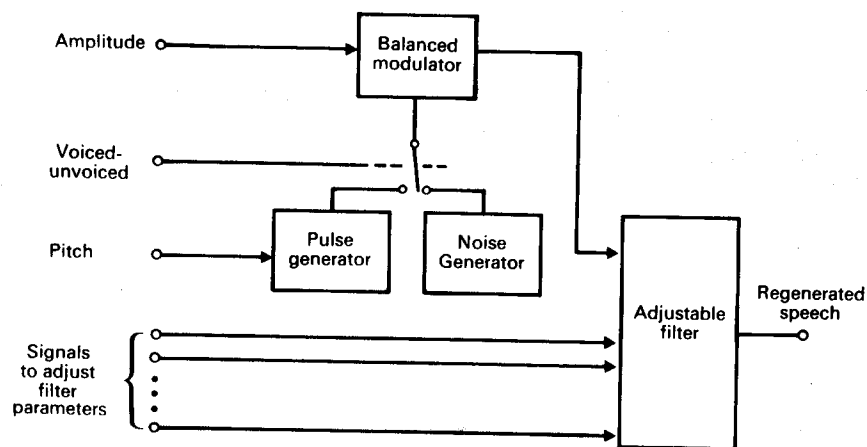 Amplitude
Balanced
modulator
Voiced-
unvoiced
Pitch
Pulse
generator
Noise
Generator
Adjustable
filter
Regenerated
speech
Signals
to adjust
filter
parameters